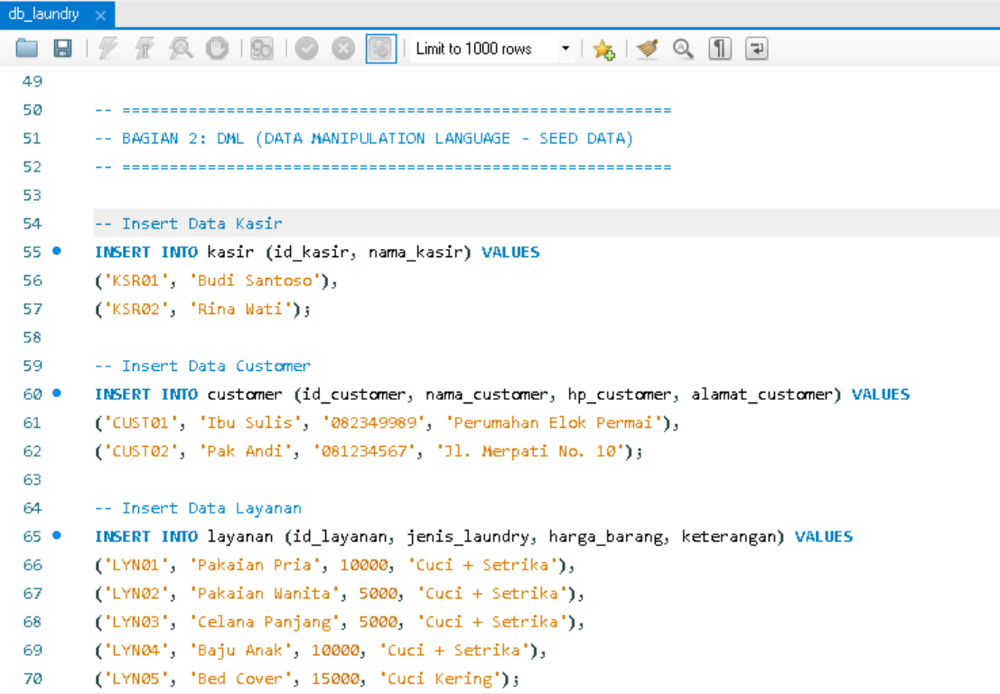 db_laundry ×
Limit to 1000 rows
49
50 -- ==========================================================
51 -- BAGIAN 2: DML (DATA MANIPULATION LANGUAGE - SEED DATA)
52 -- ==========================================================
53
54 -- Insert Data Kasir
55 INSERT INTO kasir (id_kasir, nama_kasir) VALUES
56 ('KSR01', 'Budi Santoso'),
57 ('KSR02', 'Rina Wati');
58
59 -- Insert Data Customer
60 INSERT INTO customer (id_customer, nama_customer, hp_customer, alamat_customer) VALUES
61 ('CUST01', 'Ibu Sulis', '082349989', 'Perumahan Elok Permai'),
62 ('CUST02', 'Pak Andi', '081234567', 'Jl. Merpati No. 10');
63
64 -- Insert Data Layanan
65 INSERT INTO layanan (id_layanan, jenis_laundry, harga_barang, keterangan) VALUES
66 ('LYN01', 'Pakaian Pria', 10000, 'Cuci + Setrika'),
67 ('LYN02', 'Pakaian Wanita', 5000, 'Cuci + Setrika'),
68 ('LYN03', 'Celana Panjang', 5000, 'Cuci + Setrika'),
69 ('LYN04', 'Baju Anak', 10000, 'Cuci + Setrika'),
70 ('LYN05', 'Bed Cover', 15000, 'Cuci Kering');